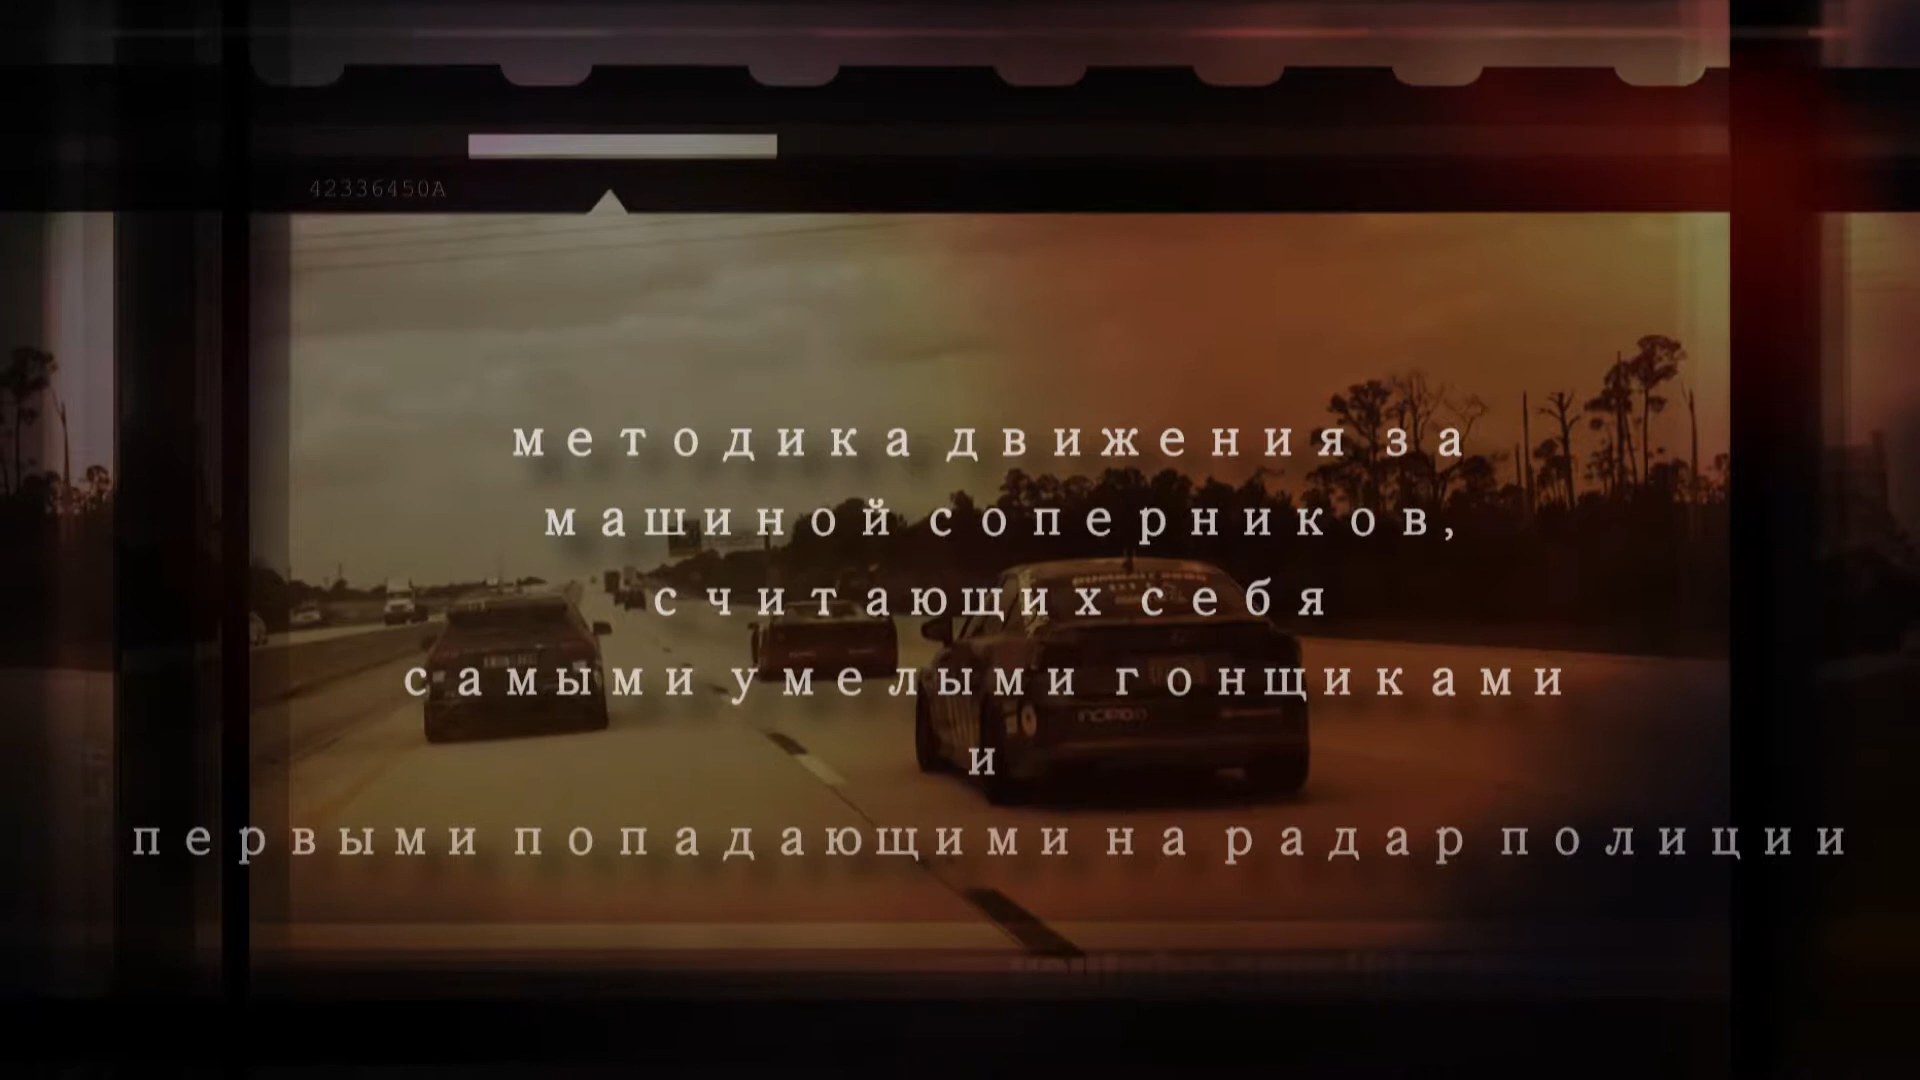 42336450A
методика движения за
машиной соперников,
считающих себя
самыми умелыми гонщиками
и
первыми попадающими на радар полиции